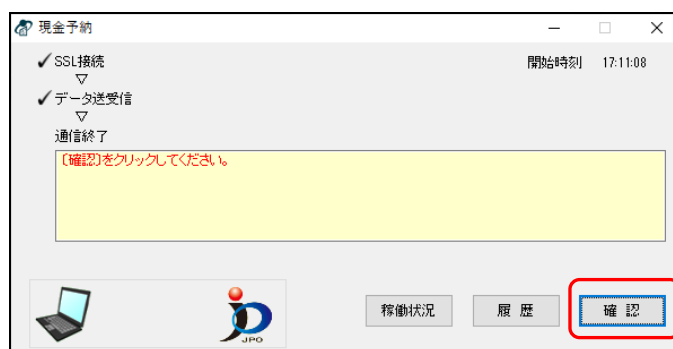 現金予納
✓SSL接続 開始時刻 17:11:08
▽
✓データ送受信
▽
通信終了
〔確認〕をクリックしてください。
JPO
稼働状況 履 歴 確 認